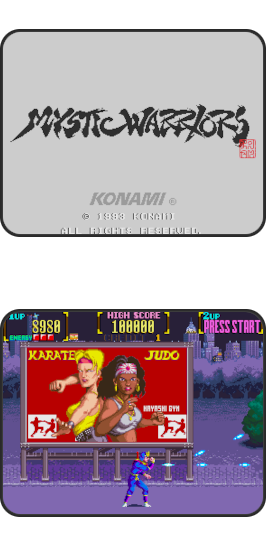 MYSTIC WARRIORS
KONAMI ®
© 1993 KONAMI
ALL RIGHTS RESERVED.
1UP HIGH SCORE 2UP
8980 100000 PRESS START
ENERGY 1
KARATE JUDO
HAYASHI GYM